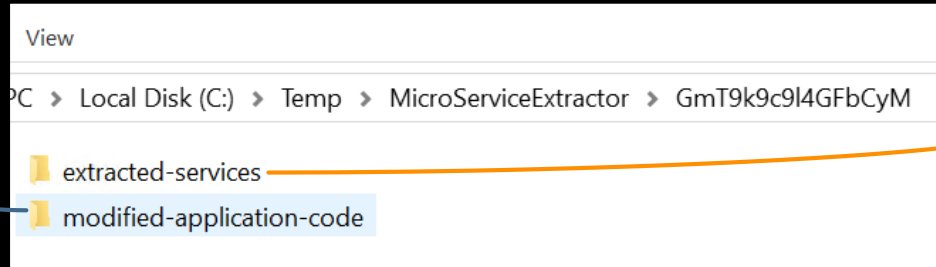 View
PC > Local Disk (C:) > Temp > MicroServiceExtractor > GmT9k9c9l4GFbCyM
extracted-services
modified-application-code